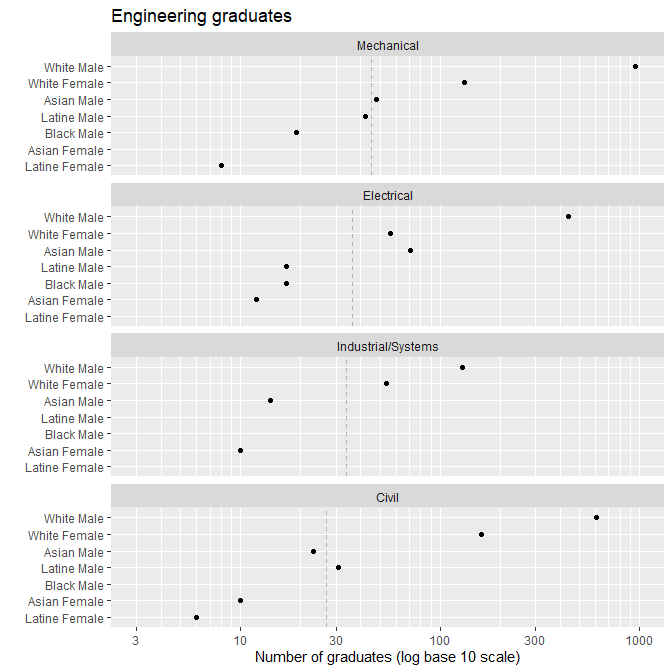 Engineering graduates
Mechanical
White Male
White Female
Asian Male
Latine Male
Black Male
Asian Female
Latine Female
Electrical
White Male
White Female
Asian Male
Latine Male
Black Male
Asian Female
Latine Female
Industrial/Systems
White Male
White Female
Asian Male
Latine Male
Black Male
Asian Female
Latine Female
Civil
White Male
White Female
Asian Male
Latine Male
Black Male
Asian Female
Latine Female
3 10 30 100 300 1000
Number of graduates (log base 10 scale)